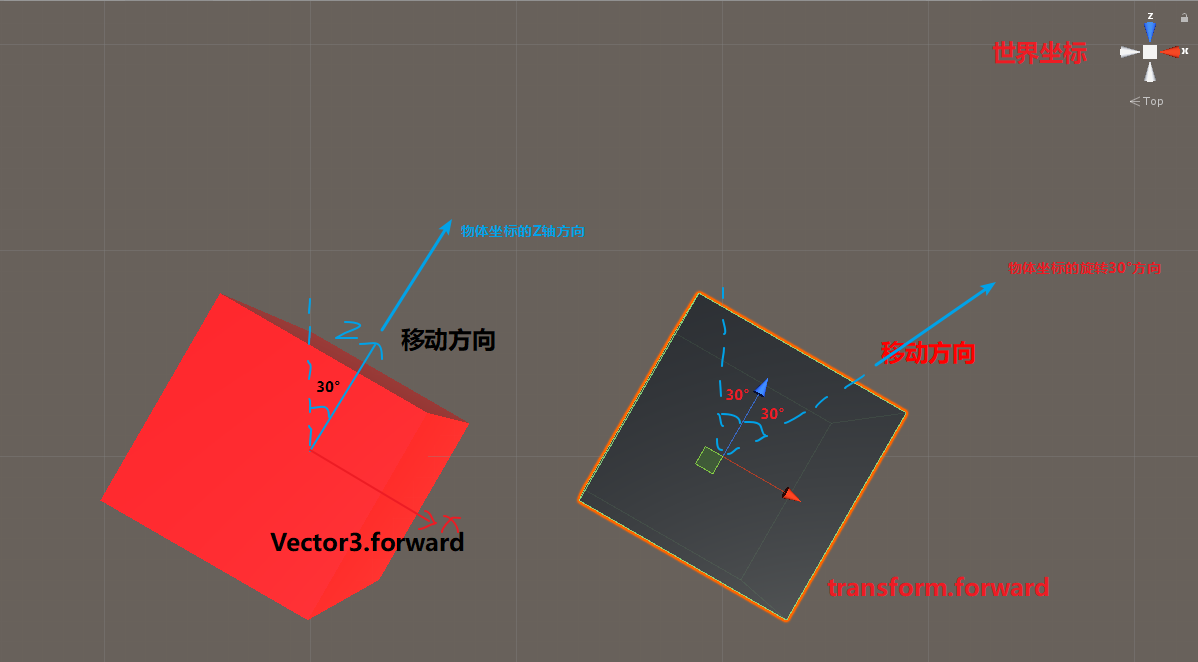 z
世界坐标
x
<Top
物体坐标的Z轴方向
物体坐标的旋转30°方向
Z
移动方向
移动方向
30°
30°
30°
X
Vector3.forward
transform.forward